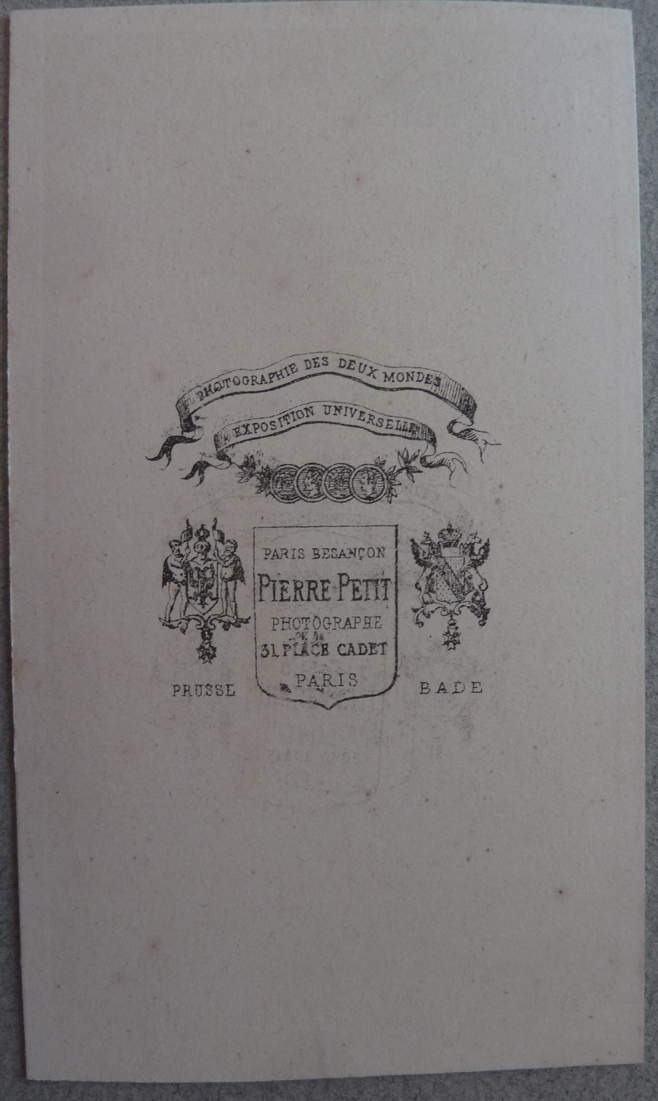 PHOTOGRAPHIE DES DEUX MONDES
EXPOSITION UNIVERSELLE
PARIS BESANÇON
PIERRE PETIT
PHOTOGRAPHE
31, PLACE CADET
PARIS
PRUSSE
BADE